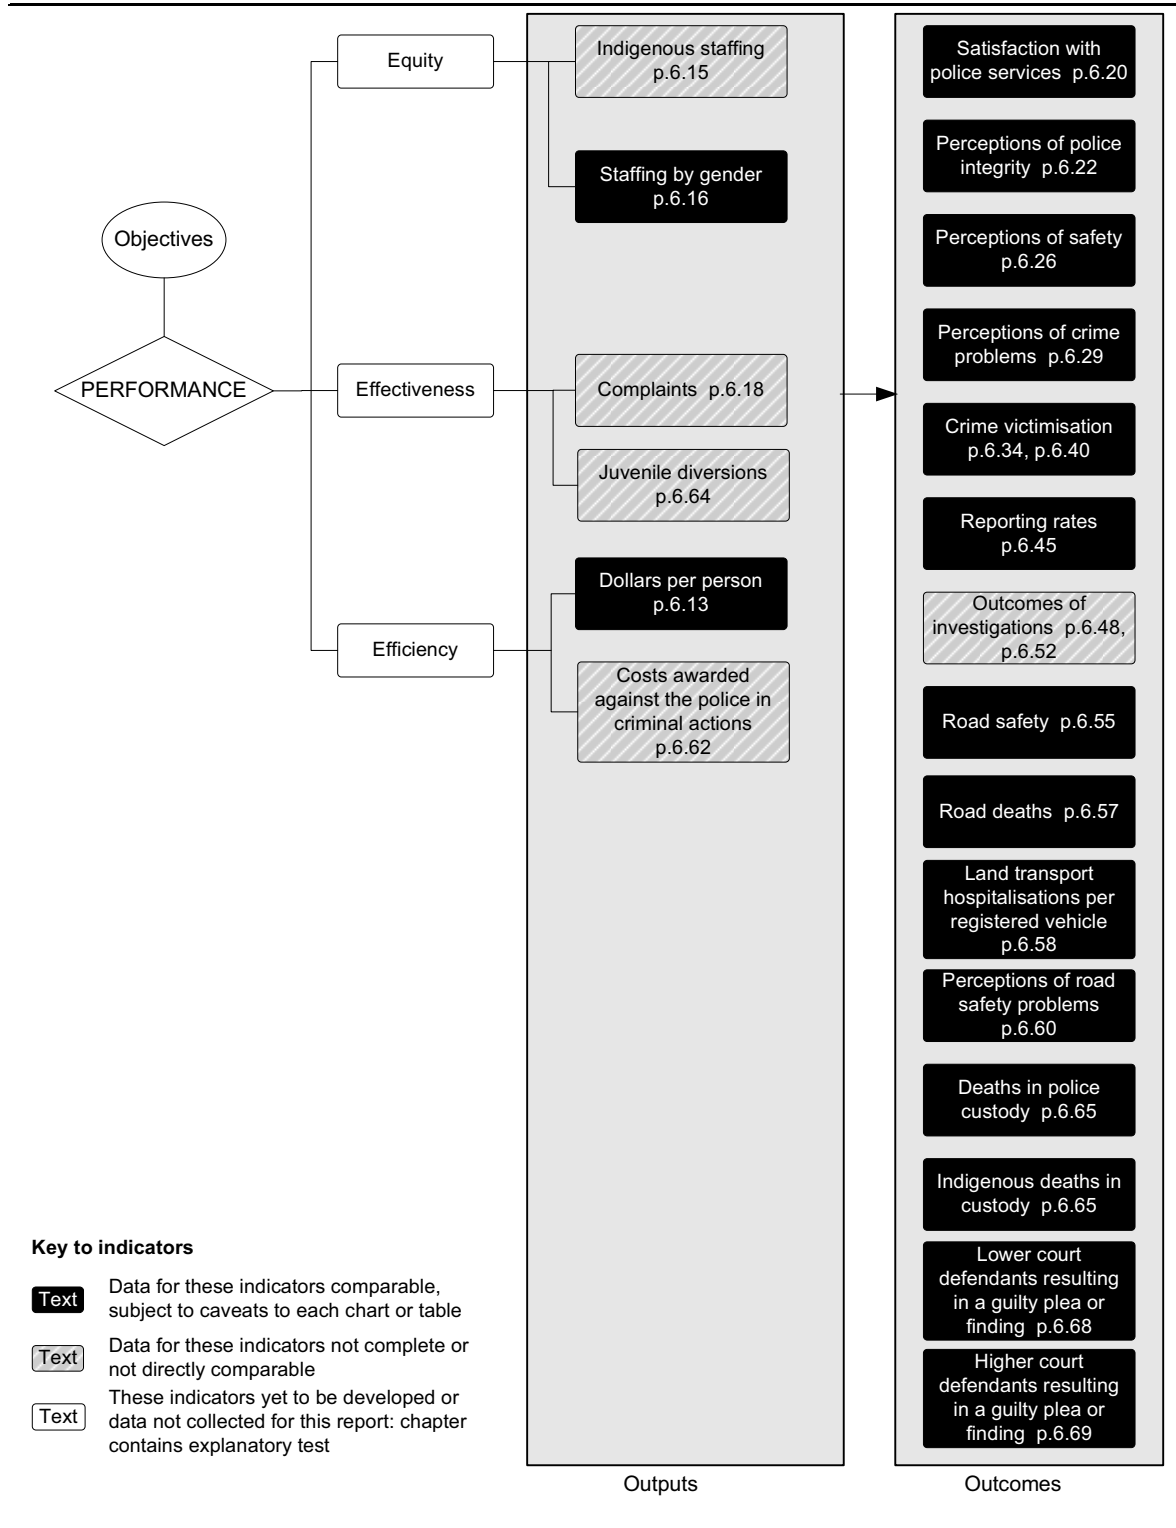 Objectives
PERFORMANCE
Equity
Effectiveness
Efficiency
Indigenous staffing
p.6.15
Staffing by gender
p.6.16
Complaints p.6.18
Juvenile diversions
p.6.64
Dollars per person
p.6.13
Costs awarded
against the police in
criminal actions
p.6.62
Outputs
Satisfaction with
police services p.6.20
Perceptions of police
integrity p.6.22
Perceptions of safety
p.6.26
Perceptions of crime
problems p.6.29
Crime victimisation
p.6.34, p.6.40
Reporting rates
p.6.45
Outcomes of
investigations p.6.48,
p.6.52
Road safety p.6.55
Road deaths p.6.57
Land transport
hospitalisations per
registered vehicle
p.6.58
Perceptions of road
safety problems
p.6.60
Deaths in police
custody p.6.65
Indigenous deaths in
custody p.6.65
Lower court
defendants resulting
in a guilty plea or
finding p.6.68
Higher court
defendants resulting
in a guilty plea or
finding p.6.69
Outcomes
Key to indicators
Text
Data for these indicators comparable,
subject to caveats to each chart or table
Text
Data for these indicators not complete or
not directly comparable
Text
These indicators yet to be developed or
data not collected for this report: chapter
contains explanatory test